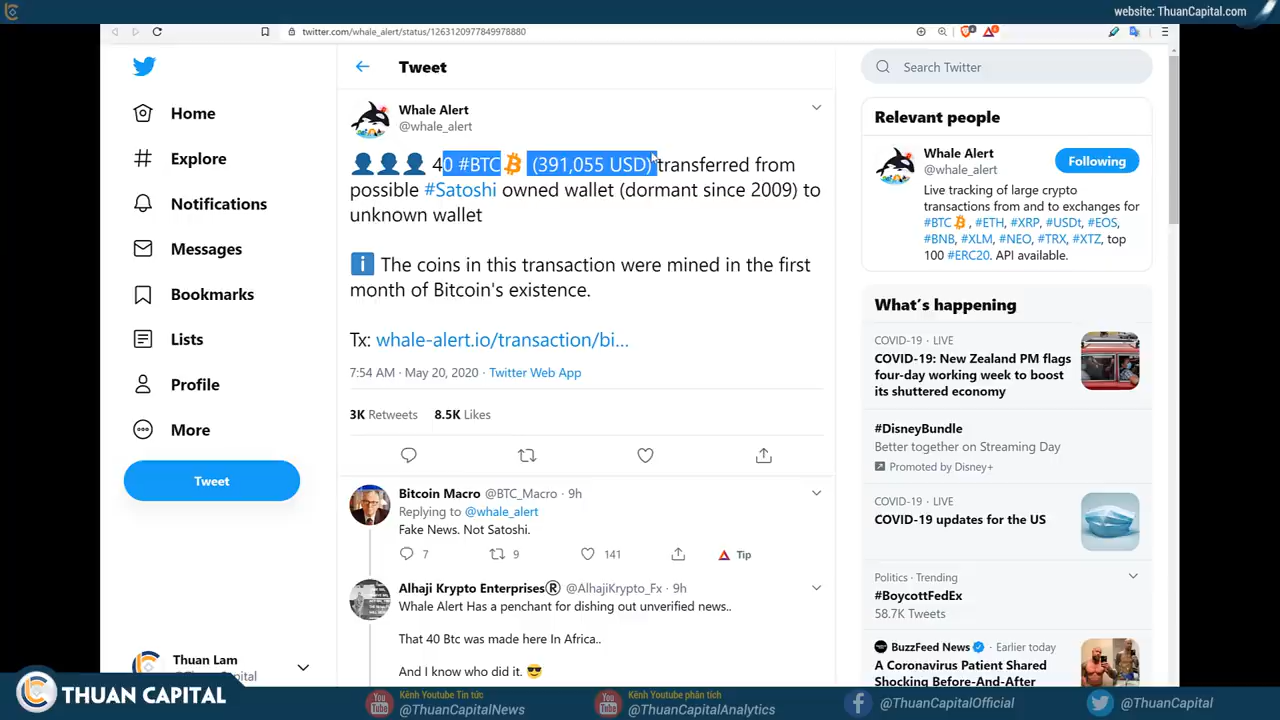 website: ThuanCapital.com
twitter.com/whale_alert/status/1263120977849978880
Tweet
Search Twitter
Home
Explore
Notifications
Messages
Bookmarks
Lists
Profile
More
Tweet
Thuan Lam
Whale Alert
@whale_alert
40 #BTC (391,055 USD) transferred from
possible #Satoshi owned wallet (dormant since 2009) to
unknown wallet
The coins in this transaction were mined in the first
month of Bitcoin's existence.
Tx: whale-alert.io/transaction/bi...
7:54 AM · May 20, 2020 · Twitter Web App
3K Retweets 8.5K Likes
Bitcoin Macro @BTC_Macro · 9h
Replying to @whale_alert
Fake News. Not Satoshi.
7 9 141 Tip
Alhaji Krypto Enterprises® @AlhajiKrypto_Fx · 9h
Whale Alert Has a penchant for dishing out unverified news..
That 40 Btc was made here In Africa..
And I know who did it.
Relevant people
Whale Alert
@whale_alert
Following
Live tracking of large crypto
transactions from and to exchanges for
#BTC, #ETH, #XRP, #USDt, #EOS,
#BNB, #XLM, #NEO, #TRX, #XTZ, top
100 #ERC20. API available.
What's happening
COVID-19 · LIVE
COVID-19: New Zealand PM flags
four-day working week to boost
its shuttered economy
#DisneyBundle
Better together on Streaming Day
Promoted by Disney+
COVID-19 · LIVE
COVID-19 updates for the US
Politics · Trending
#BoycottFedEx
58.7K Tweets
BuzzFeed News · Earlier today
A Coronavirus Patient Shared
Shocking Before-And-After
THUAN CAPITAL
Kênh Youtube Tin tức
@ThuanCapitalNews
Kênh Youtube phân tích
@ThuanCapitalAnalytics
@ThuanCapitalOfficial
@ThuanCapital